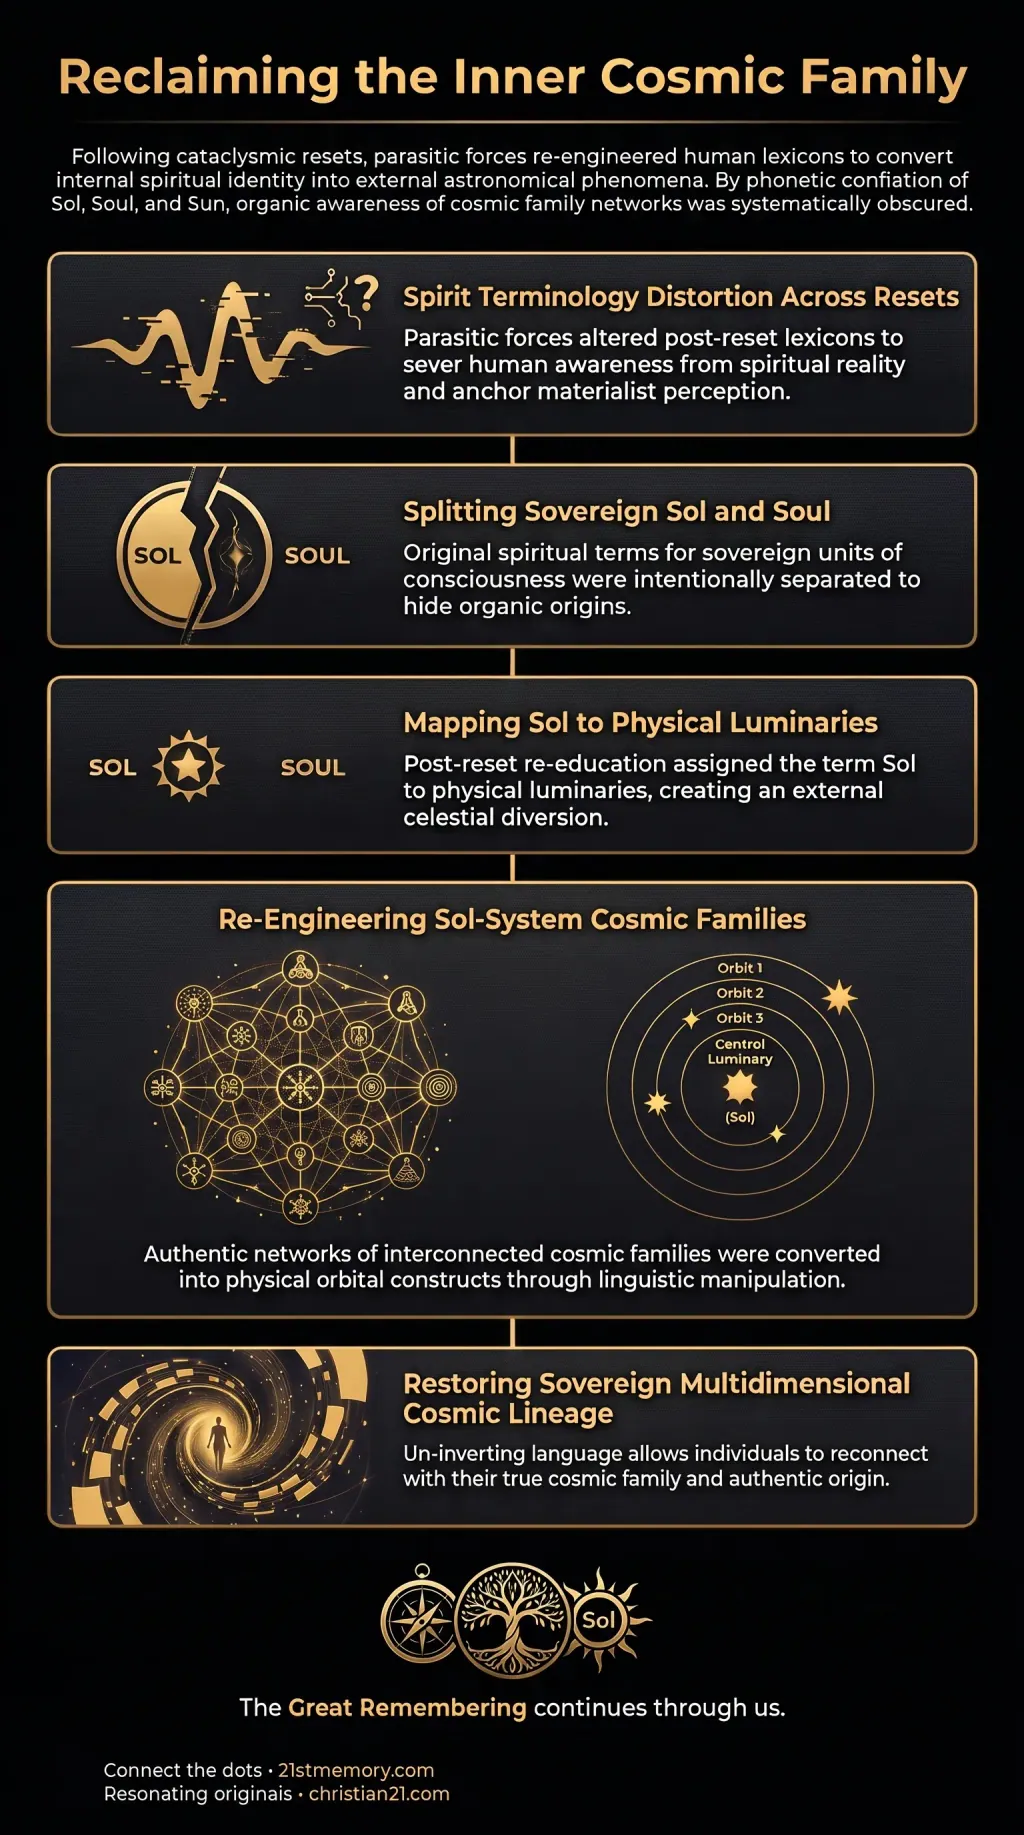 Reclaiming the Inner Cosmic Family
Following cataclysmic resets, parasitic forces re-engineered human lexicons to convert
internal spiritual identity into external astronomical phenomena. By phonetic confiation of
Sol, Soul, and Sun, organic awareness of cosmic family networks was systematically obscured.
?
Spirit Terminology Distortion Across Resets
Parasitic forces altered post-reset lexicons to
sever human awareness from spiritual reality
and anchor materialist perception.
SOL
SOUL
Splitting Sovereign Sol and Soul
Original spiritual terms for sovereign units of
consciousness were intentionally separated to
hide organic origins.
SOL
SOUL
Mapping Sol to Physical Luminaries
Post-reset re-education assigned the term Sol
to physical luminaries, creating an external
celestial diversion.
Re-Engineering Sol-System Cosmic Families
Orbit 1
Orbit 2
Orbit 3
Central
Luminary
(Sol)
Authentic networks of interconnected cosmic families were converted
into physical orbital constructs through linguistic manipulation.
Restoring Sovereign Multidimensional
Cosmic Lineage
Un-inverting language allows individuals to reconnect
with their true cosmic family and authentic origin.
Sol
The Great Remembering continues through us.
Connect the dots • 21stmemory.com
Resonating originais • christian21.com